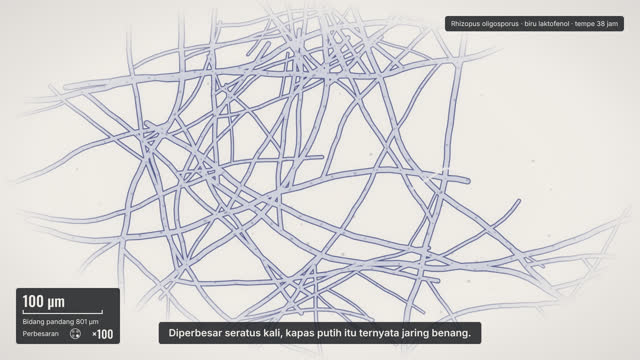 Rhizopus oligosporus · biru laktofenol · tempe 38 jam
100 µm
Bidang pandang 801 µm
Perbesaran ×100
Diperbesar seratus kali, kapas putih itu ternyata jaring benang.